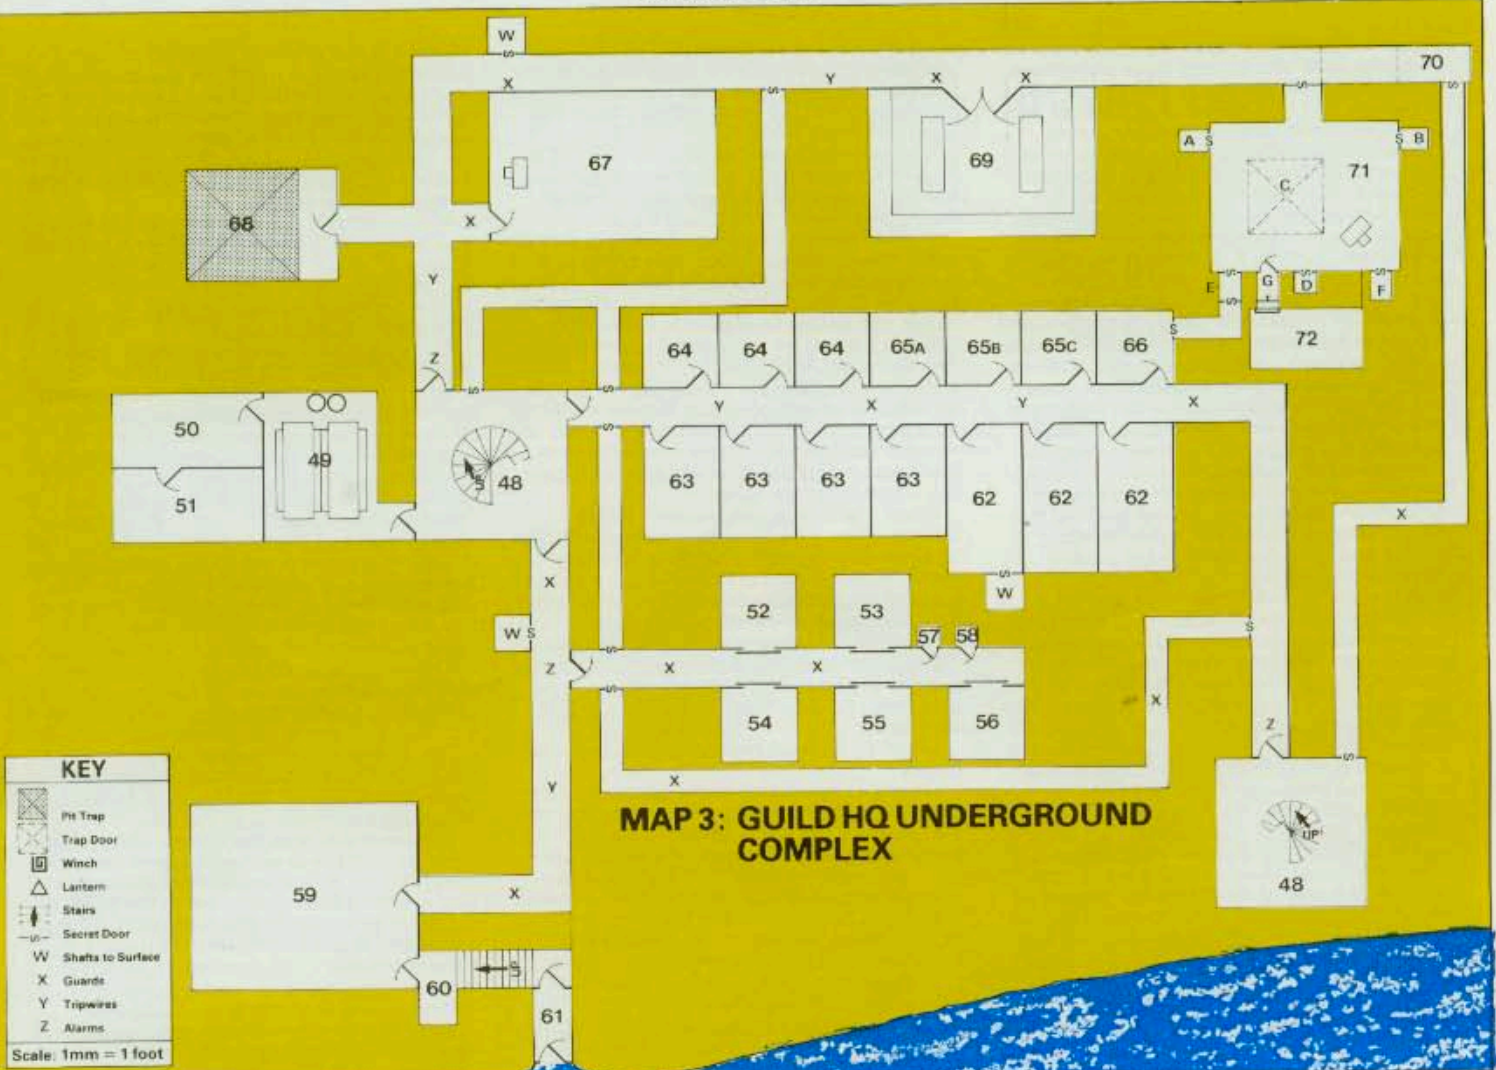 W
X
Y
X
X
70
A
S
S
B
67
69
71
C
68
X
Y
E
G
D
F
72
Z
64
64
64
65A
65B
65C
66
Y
X
Y
X
50
49
51
S
48
63
63
63
63
62
62
62
X
X
W
52
53
57
58
W
S
Z
X
X
54
55
56
X
Z
Y
X
MAP 3: GUILD HQ UNDERGROUND
COMPLEX
UP
48
59
X
60
61
KEY
Pit Trap
Trap Door
Winch
Lantern
Stairs
Secret Door
W Shafts to Surface
X Guards
Y Tripwires
Z Alarms
Scale: 1mm = 1 foot